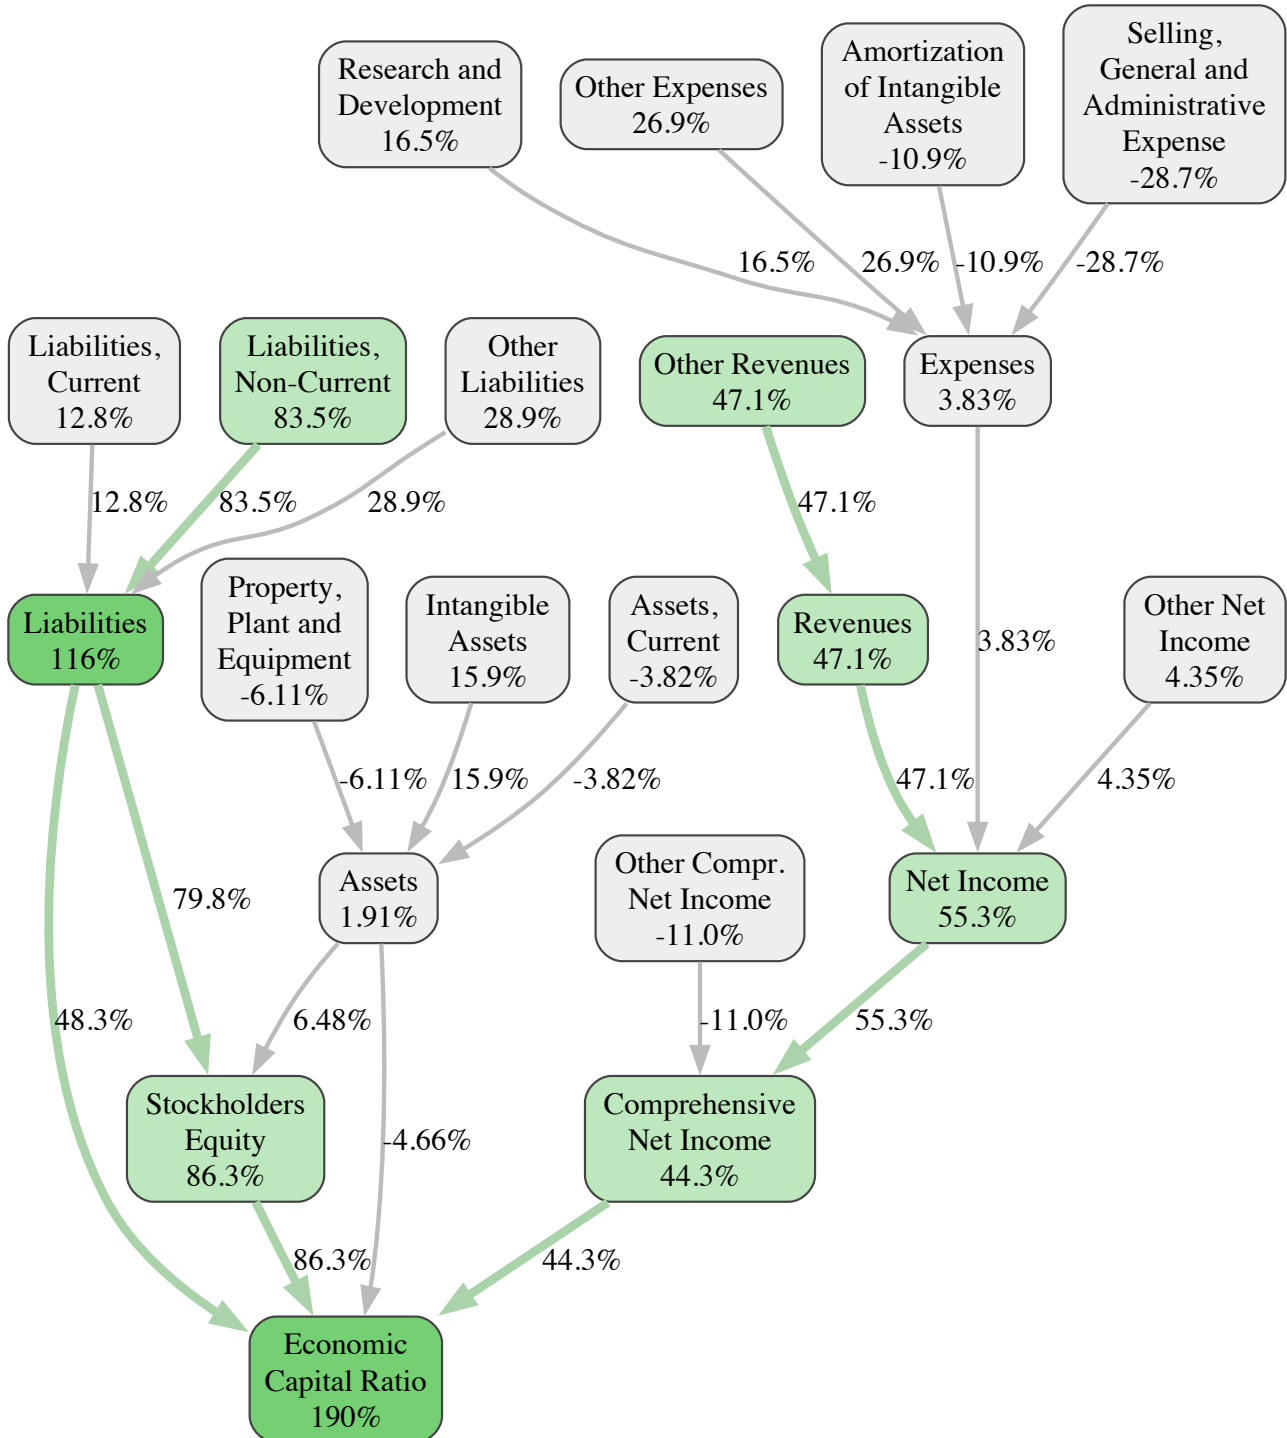 Research and
Development
16.5%
Other Expenses
26.9%
Amortization
of Intangible
Assets
-10.9%
Selling,
General and
Administrative
Expense
-28.7%
16.5%
26.9%
-10.9%
-28.7%
Liabilities,
Current
12.8%
Liabilities,
Non-Current
83.5%
Other
Liabilities
28.9%
Other Revenues
47.1%
Expenses
3.83%
12.8%
83.5%
28.9%
47.1%
Liabilities
116%
Property,
Plant and
Equipment
-6.11%
Intangible
Assets
15.9%
Assets,
Current
-3.82%
Revenues
47.1%
3.83%
Other Net
Income
4.35%
-6.11%
15.9%
-3.82%
47.1%
4.35%
79.8%
Assets
1.91%
Other Compr.
Net Income
-11.0%
Net Income
55.3%
48.3%
6.48%
-11.0%
55.3%
Stockholders
Equity
86.3%
-4.66%
Comprehensive
Net Income
44.3%
86.3%
44.3%
Economic
Capital Ratio
190%